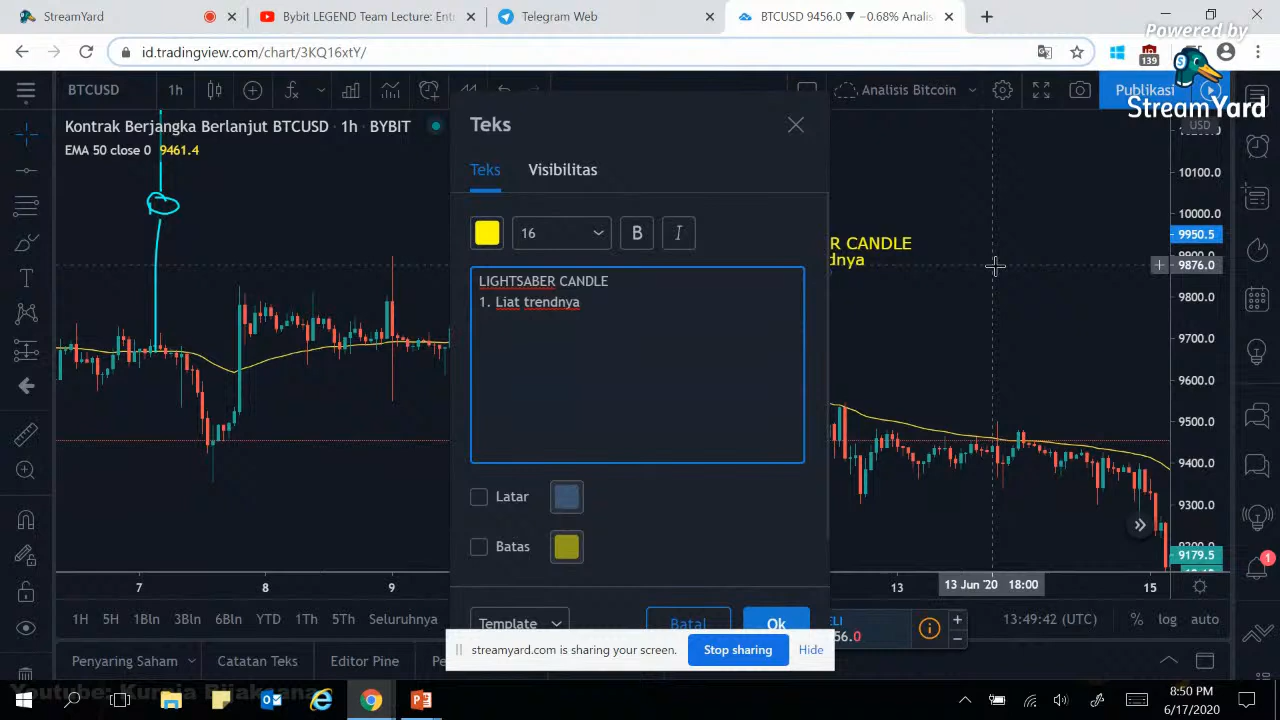 StreamYard
Bybit LEGEND Team Lecture: Ent
Telegram Web
BTCUSD 9456.0 ▼ −0.68% Analis
Powered by
id.tradingview.com/chart/3KQ16xtY/
139
StreamYard
BTCUSD
1h
Analisis Bitcoin
Publikasi
Kontrak Berjangka Berlanjut BTCUSD · 1h · BYBIT
EMA 50 close 0 9461.4
USD
Teks
Teks
Visibilitas
16
B
I
LIGHTSABER CANDLE
1. Liat trendnya
Latar
Batas
Template
Batal
Ok
R CANDLE
dnya
10100.0
10000.0
9950.5
9876.0
9800.0
9700.0
9600.0
9500.0
9400.0
9300.0
9179.5
7
8
9
13
13 Jun '20 18:00
15
1H
5H
1Bln
3Bln
6Bln
YTD
1Th
5Th
Seluruhnya
13:49:42 (UTC)
%
log
auto
1
streamyard.com is sharing your screen.
Stop sharing
Hide
Penyaring Saham
Catatan Teks
Editor Pine
8:50 PM
6/17/2020